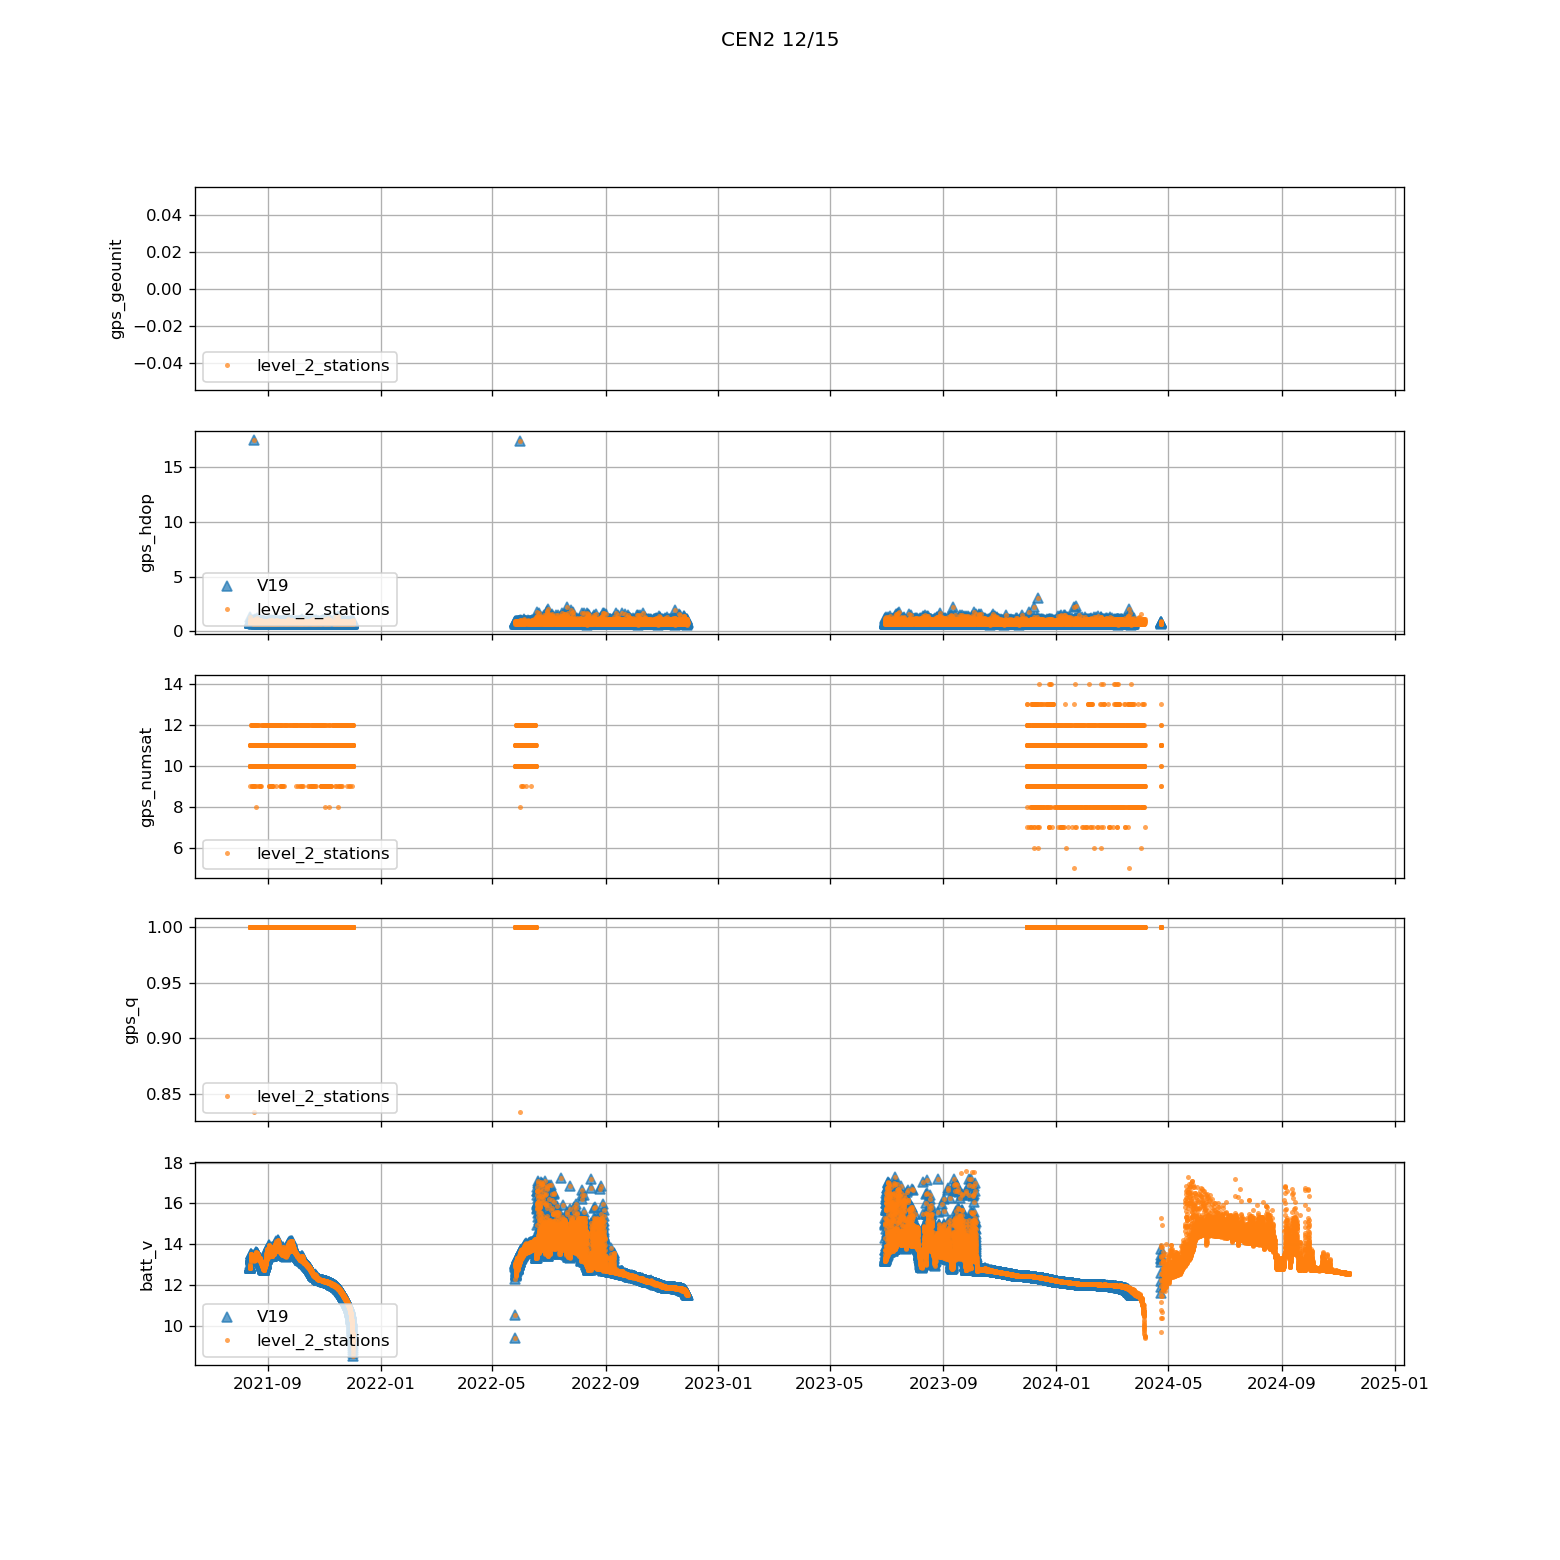 CEN2 12/15
gps_geounit
0.04
0.02
0.00
−0.02
−0.04
level_2_stations
gps_hdop
15
10
5
0
V19
level_2_stations
gps_numsat
14
12
10
8
6
level_2_stations
gps_q
1.00
0.95
0.90
0.85
level_2_stations
batt_v
18
16
14
12
10
V19
level_2_stations
2021-09 2022-01 2022-05 2022-09 2023-01 2023-05 2023-09 2024-01 2024-05 2024-09 2025-01